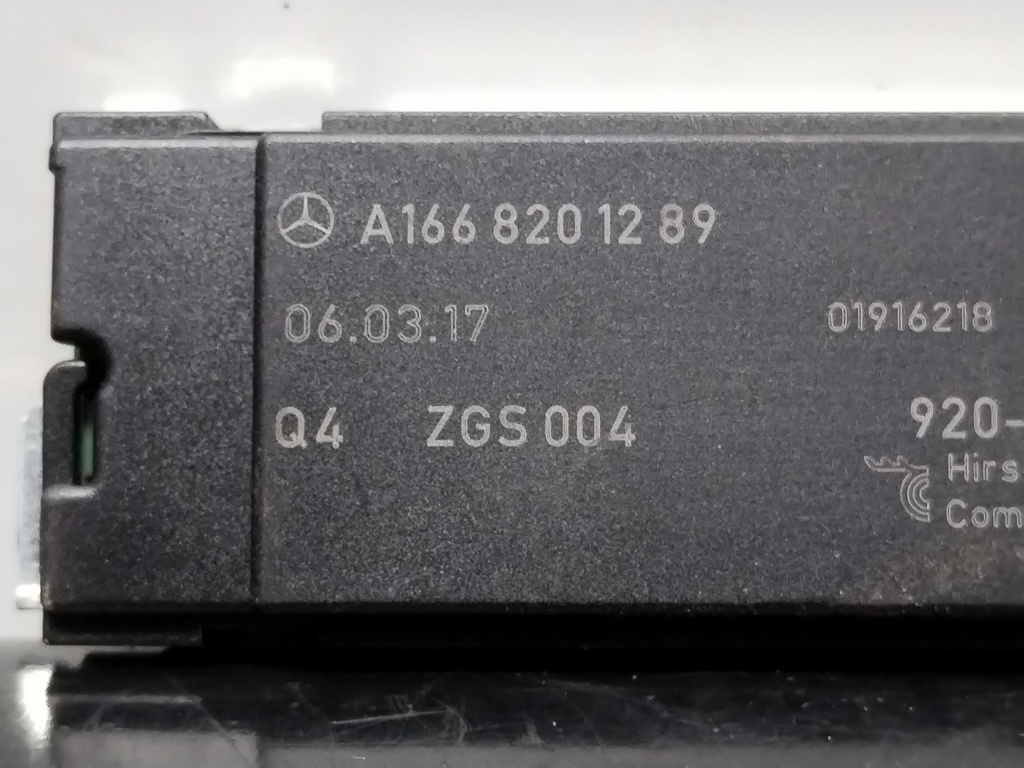 A166 820 12 89
06.03.17
01916218
Q4 ZGS 004
920-
Hirs
Com